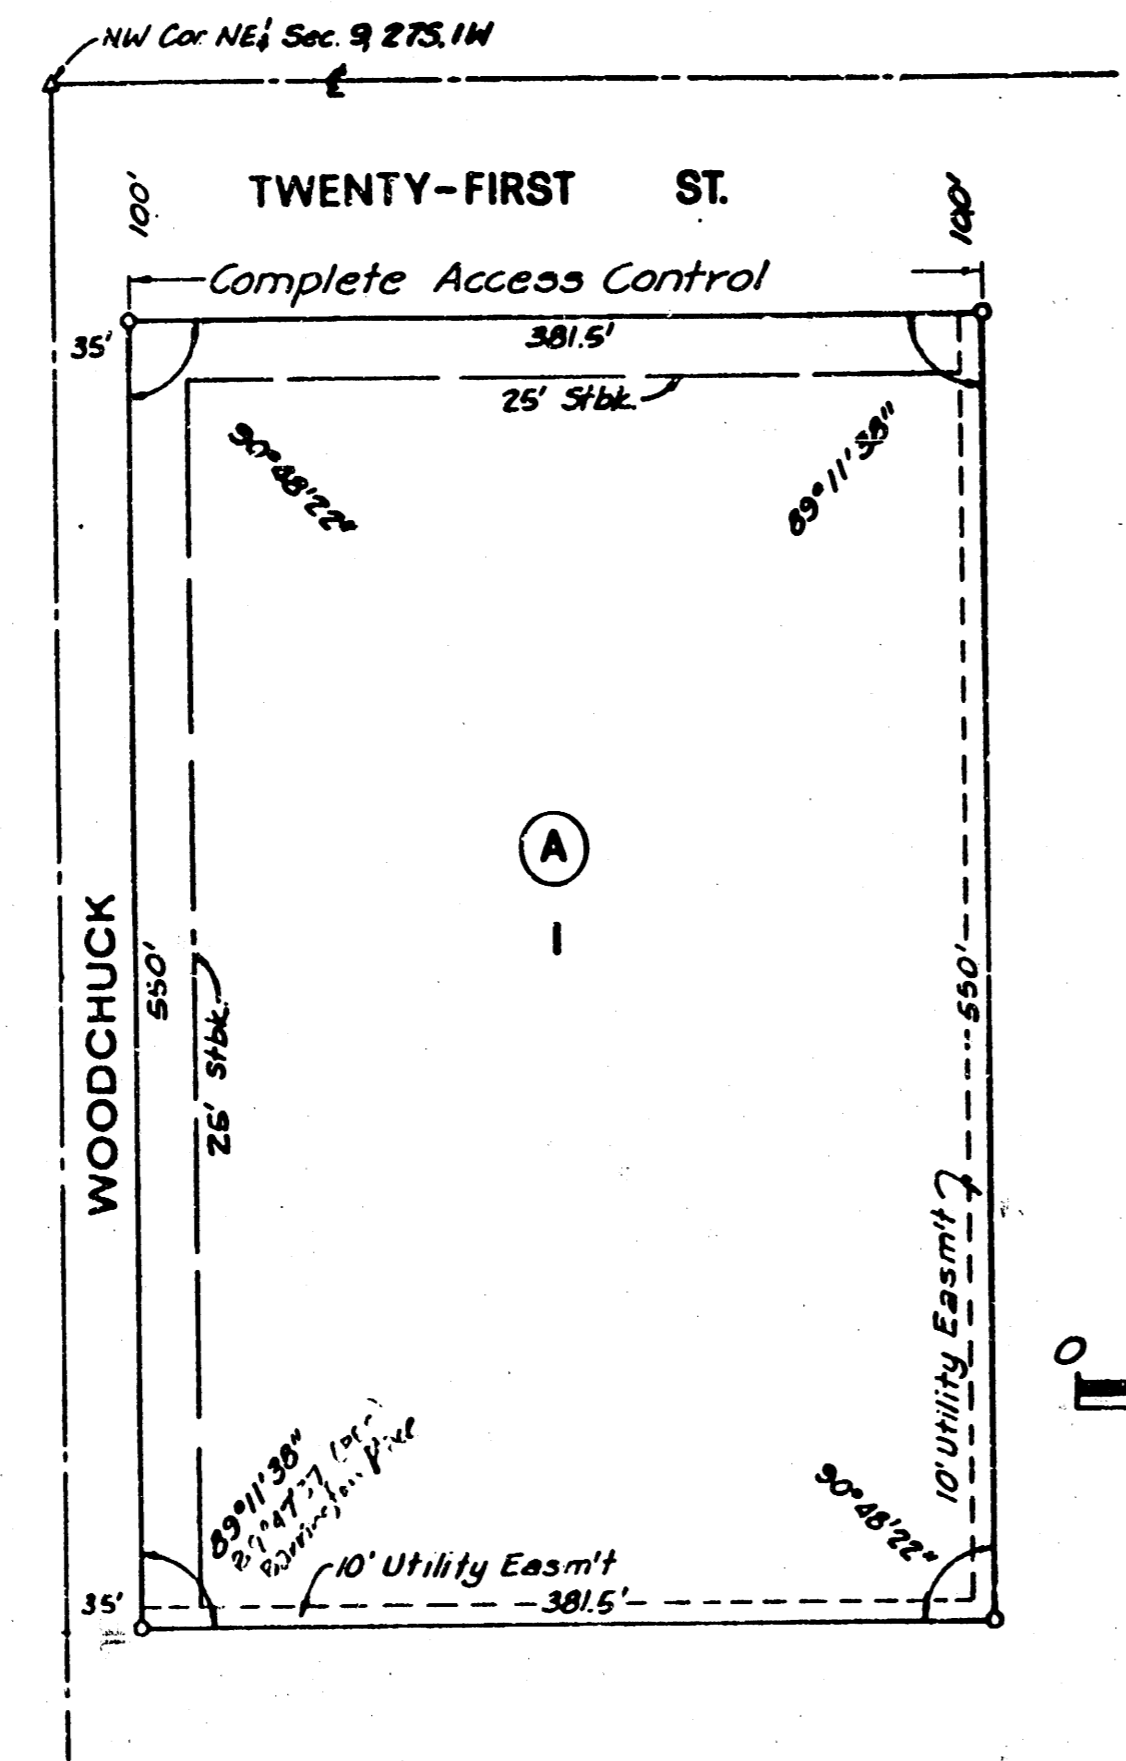 NW Cor. NE¼ Sec. 9, 27S, 1W
℄
100'
TWENTY-FIRST ST.
100'
Complete Access Control
35'
381.5'
25' Stbk.
90°48'22"
89°11'38"
A
1
WOODCHUCK
550'
25' Stbk.
550'
10' Utility Easm't
0
89°11'38"
90°48'22"
10' Utility Easm't
35'
381.5'